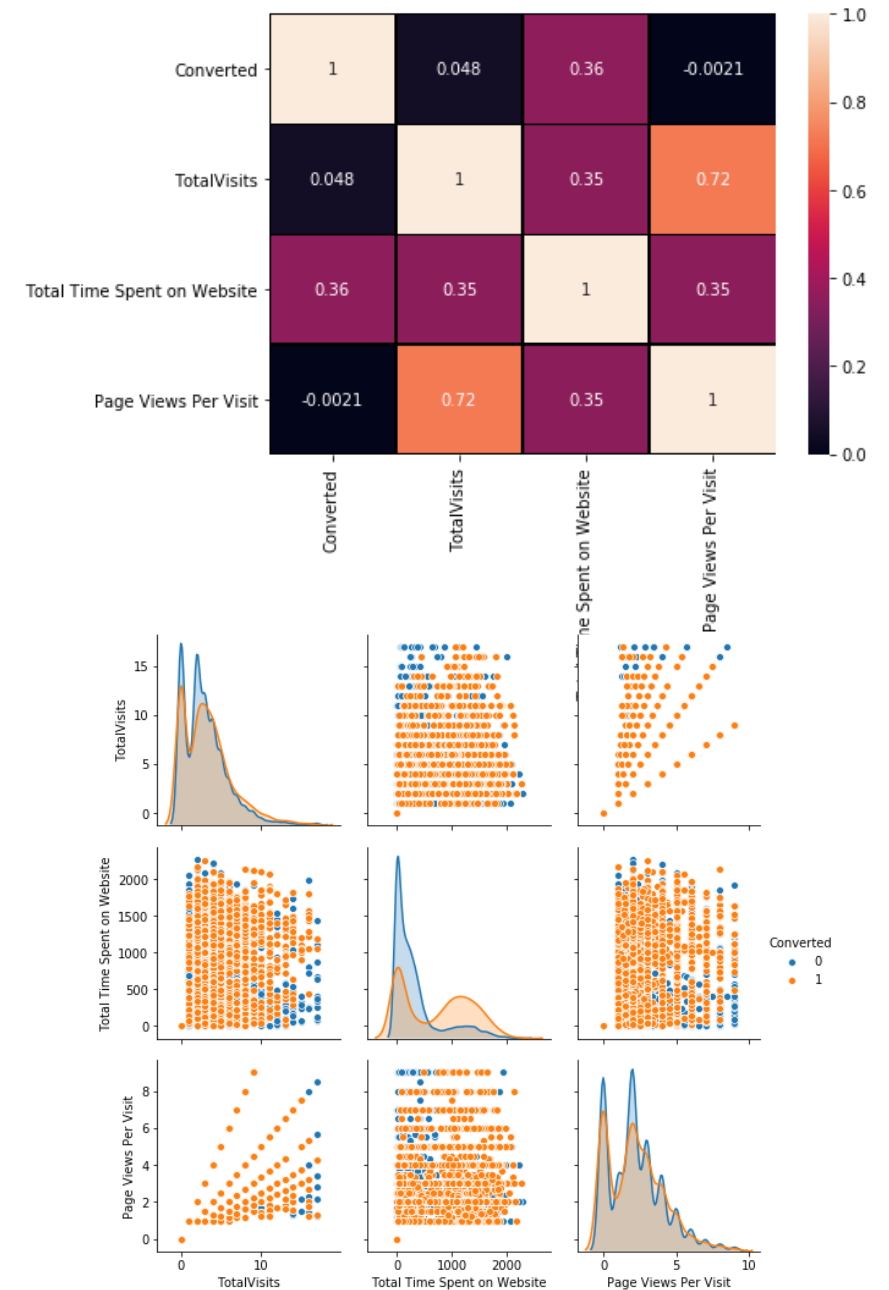 1.0
Converted 1 0.048 0.36 -0.0021
0.8
TotalVisits 0.048 1 0.35 0.72
0.6
0.4
Total Time Spent on Website 0.36 0.35 1 0.35
0.2
Page Views Per Visit -0.0021 0.72 0.35 1
0.0
Converted
TotalVisits
Spent on Website
Page Views Per Visit
TotalVisits
15
10
5
0
Total Time Spent on Website
2000
1500
1000
500
0
Converted
0
1
Page Views Per Visit
8
6
4
2
0
0 10
0 1000 2000
0 5 10
TotalVisits
Total Time Spent on Website
Page Views Per Visit